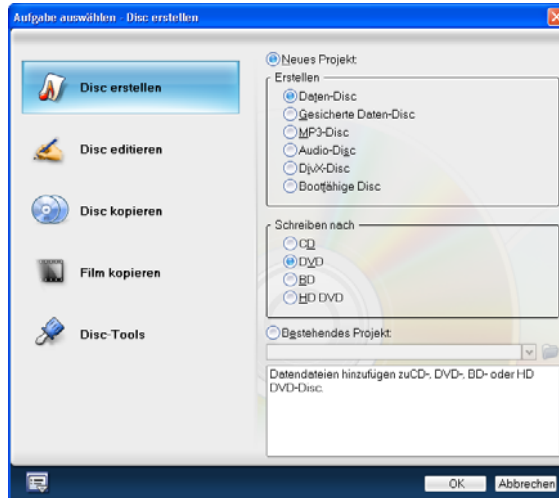 Aufgabe auswählen - Disc erstellen
Disc erstellen
Disc editieren
Disc kopieren
Film kopieren
Disc-Tools
Neues Projekt:
Erstellen
Daten-Disc
Gesicherte Daten-Disc
MP3-Disc
Audio-Disc
DivX-Disc
Bootfähige Disc
Schreiben nach
CD
DVD
BD
HD DVD
Bestehendes Projekt:
Datendateien hinzufügen zuCD-, DVD-, BD- oder HD
DVD-Disc.
OK
Abbrechen